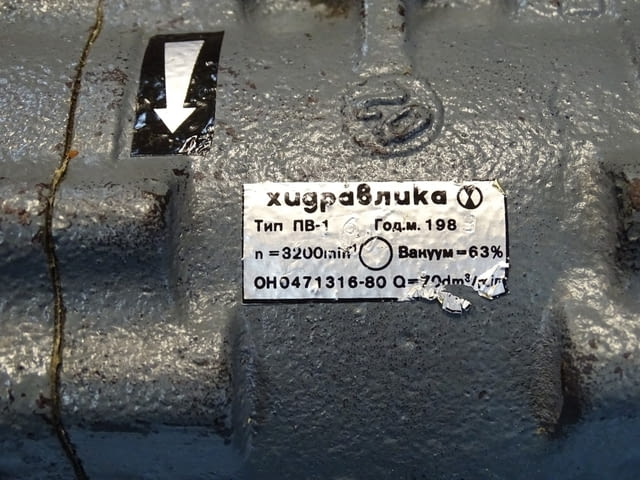 хидравлика
Тип ПВ-1 Год.м. 198
n=3200min⁻¹ Вакуум=63%
ОН0471316-80 Q=70dm³/min